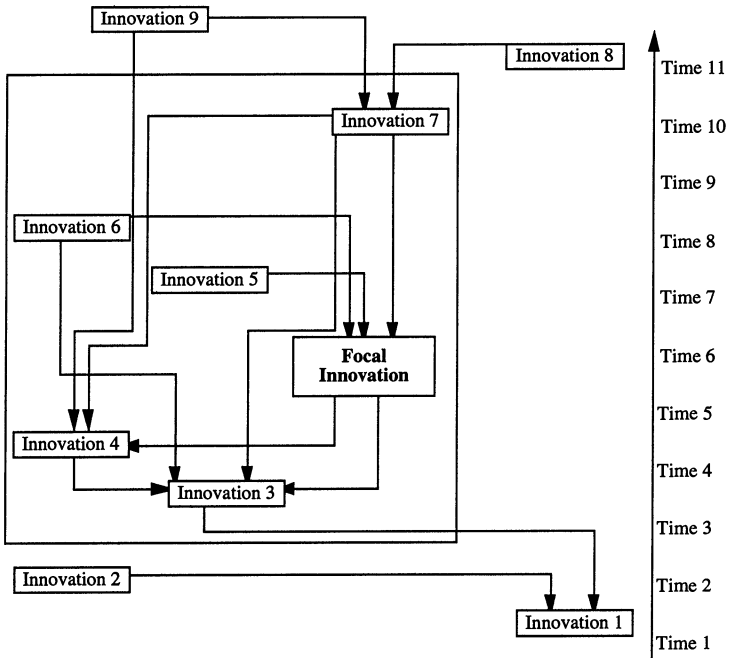 Innovation 9
Innovation 8
Time 11
Innovation 7
Time 10
Time 9
Innovation 6
Time 8
Innovation 5
Time 7
Focal
Innovation
Time 6
Time 5
Innovation 4
Time 4
Innovation 3
Time 3
Innovation 2
Time 2
Innovation 1
Time 1